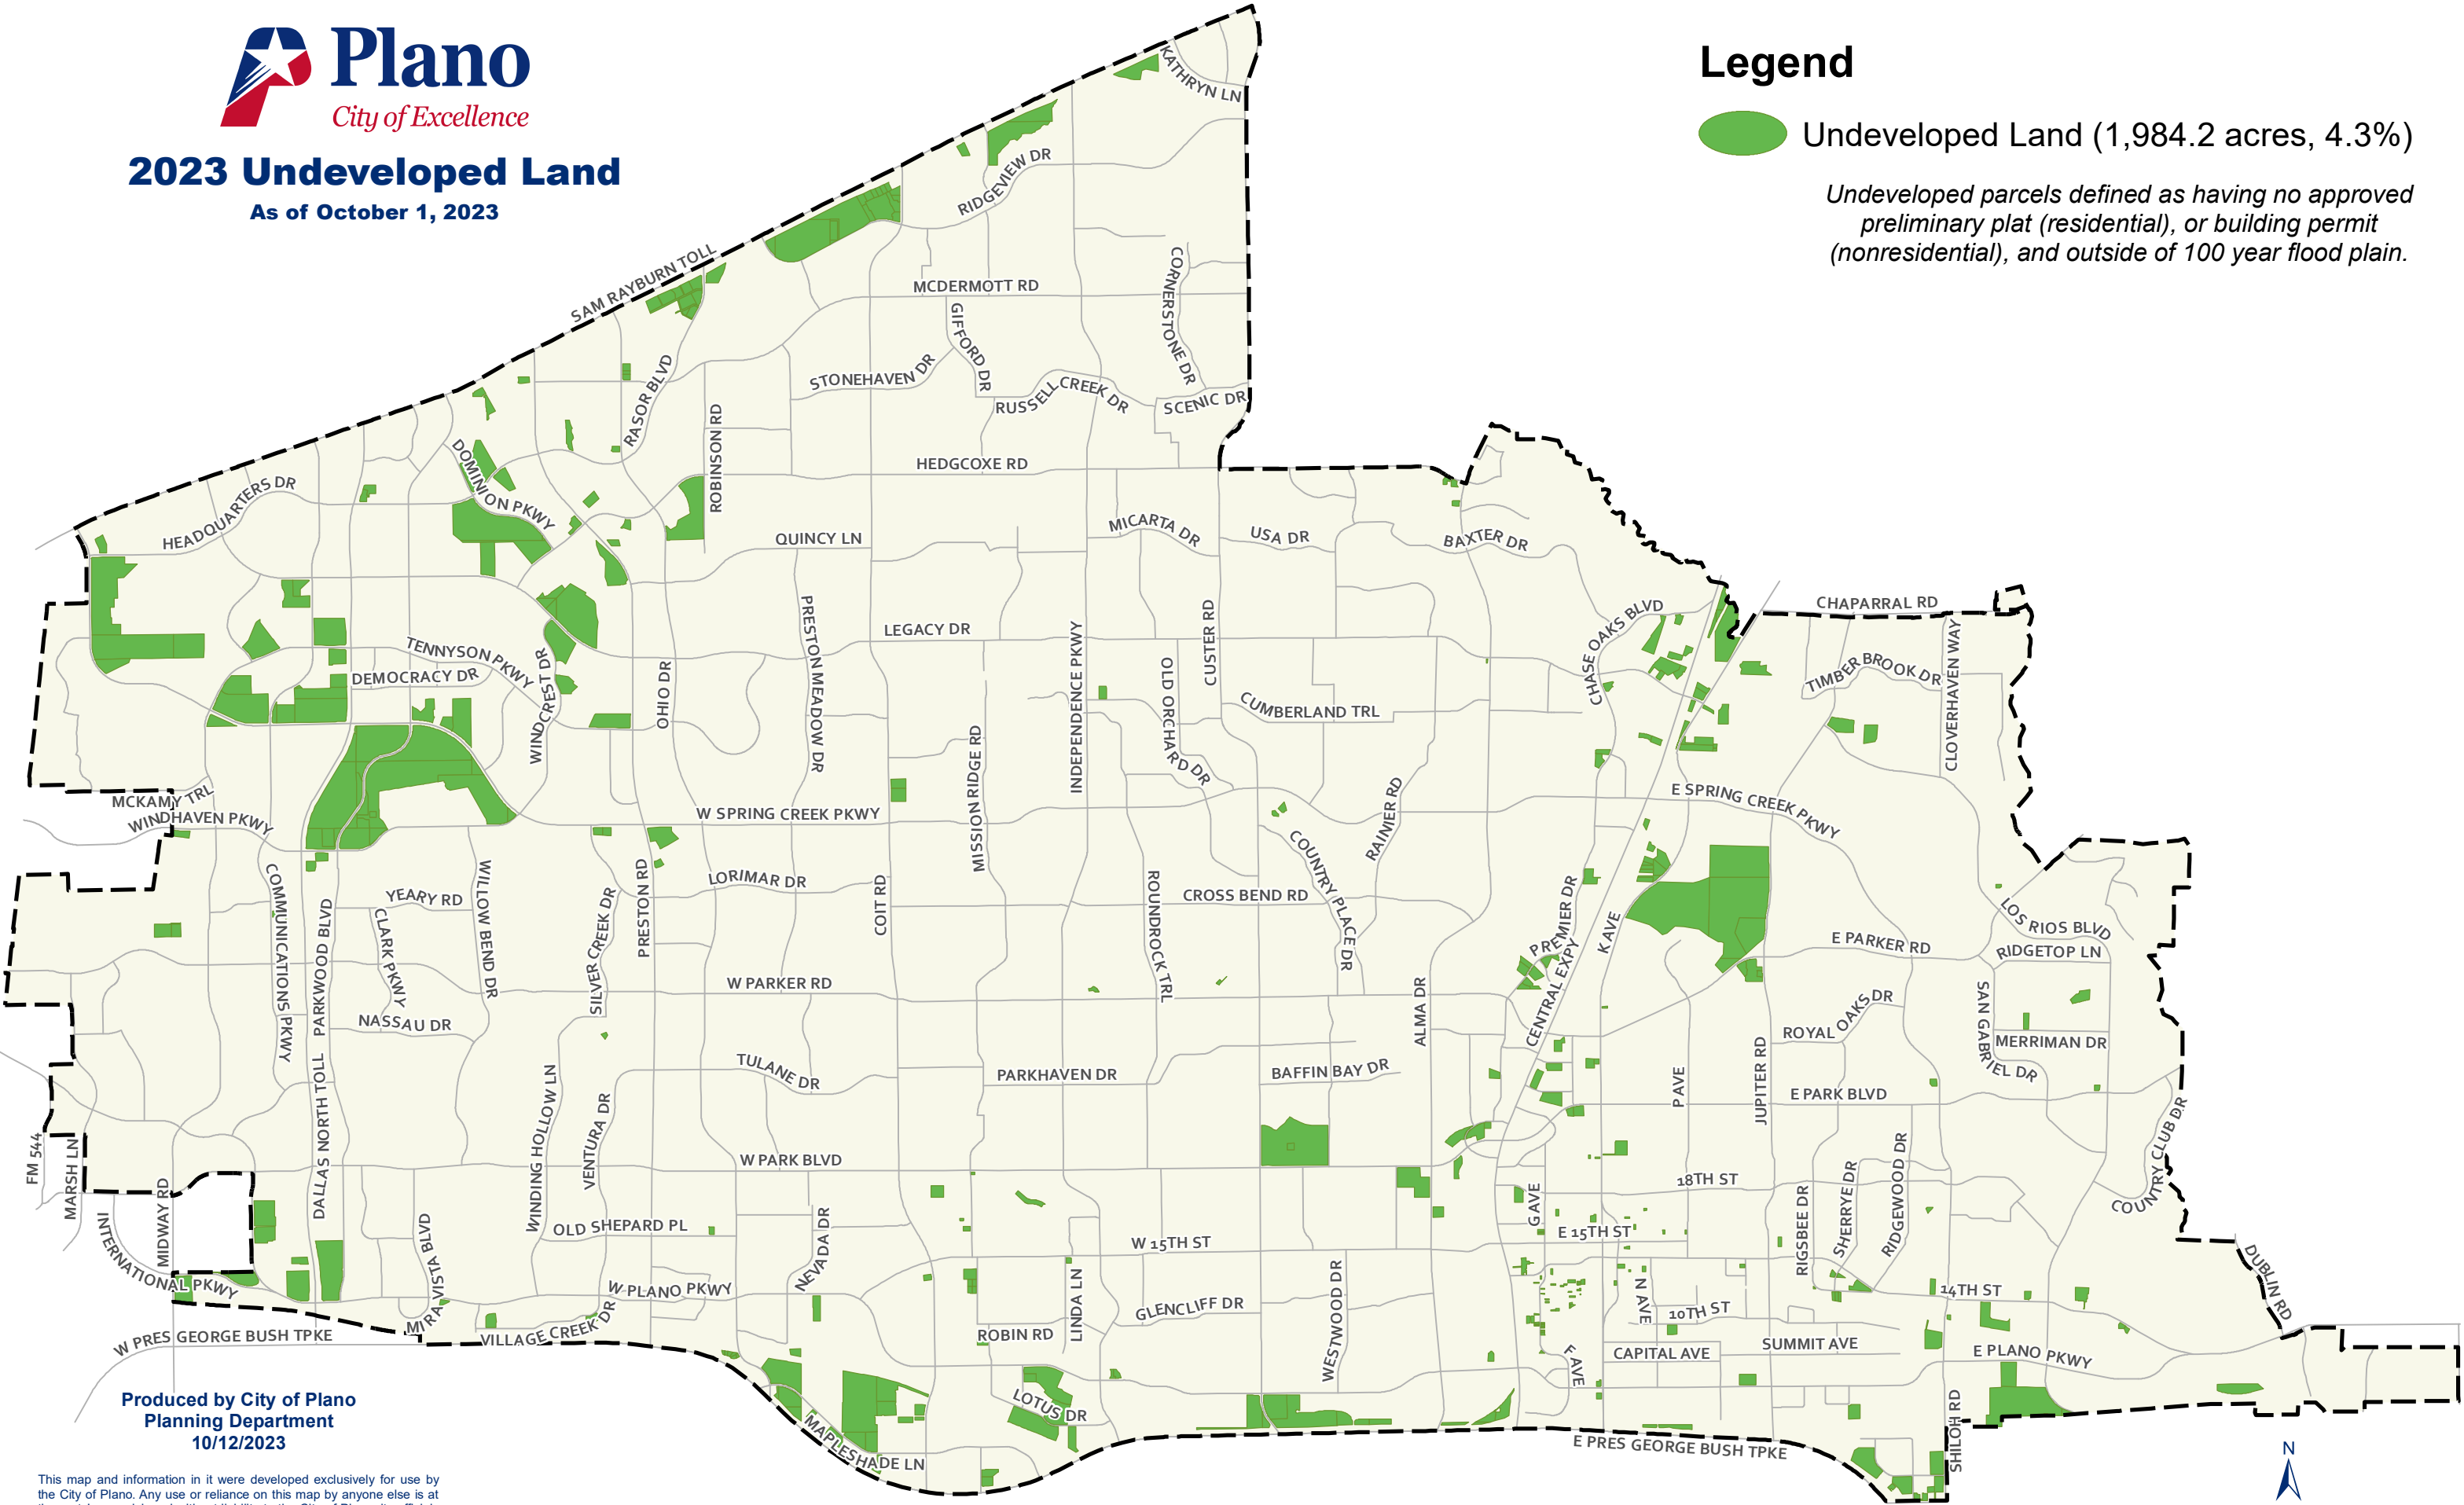 Plano
City of Excellence
2023 Undeveloped Land
As of October 1, 2023
Legend
Undeveloped Land (1,984.2 acres, 4.3%)
Undeveloped parcels defined as having no approved
preliminary plat (residential), or building permit
(nonresidential), and outside of 100 year flood plain.
KATHRYN LN
RIDGEVIEW DR
SAM RAYBURN TOLL
MCDERMOTT RD
CORNERSTONE DR
GIFFORD DR
STONEHAVEN DR
RASOR BLVD
RUSSELL CREEK DR
SCENIC DR
ROBINSON RD
DOMINION PKWY
HEDGCOXE RD
HEADQUARTERS DR
QUINCY LN
MICARTA DR
USA DR
BAXTER DR
CHAPARRAL RD
CHASE OAKS BLVD
LEGACY DR
PRESTON MEADOW DR
CUSTER RD
INDEPENDENCE PKWY
OLD ORCHARD DR
TENNYSON PKWY
DEMOCRACY DR
WINDCREST DR
OHIO DR
CUMBERLAND TRL
TIMBER BROOK DR
CLOVERHAVEN WAY
MISSION RIDGE RD
MCKAMY TRL
WINDHAVEN PKWY
W SPRING CREEK PKWY
E SPRING CREEK PKWY
RAINIER RD
COUNTRY PLACE DR
COMMUNICATIONS PKWY
PARKWOOD BLVD
YEARY RD
CLARK PKWY
WILLOW BEND DR
SILVER CREEK DR
PRESTON RD
LORIMAR DR
COIT RD
ROUNDROCK TRL
CROSS BEND RD
PREMIER DR
CENTRAL EXPY
K AVE
E PARKER RD
LOS RIOS BLVD
RIDGETOP LN
W PARKER RD
ALMA DR
NASSAU DR
SAN GABRIEL DR
ROYAL OAKS DR
MERRIMAN DR
TULANE DR
PARKHAVEN DR
BAFFIN BAY DR
P AVE
JUPITER RD
E PARK BLVD
DALLAS NORTH TOLL
WINDING HOLLOW LN
VENTURA DR
FM 544
MARSH LN
W PARK BLVD
18TH ST
SHERRYE DR
RIDGEWOOD DR
COUNTRY CLUB DR
MIDWAY RD
INTERNATIONAL PKWY
OLD SHEPARD PL
NEVADA DR
W 15TH ST
G AVE
E 15TH ST
RIGSBEE DR
DUBLIN RD
MIRA VISTA BLVD
W PLANO PKWY
LINDA LN
GLENCLIFF DR
WESTWOOD DR
N AVE
10TH ST
14TH ST
W PRES GEORGE BUSH TPKE
VILLAGE CREEK DR
ROBIN RD
F AVE
CAPITAL AVE
SUMMIT AVE
E PLANO PKWY
LOTUS DR
MAPLESHADE LN
E PRES GEORGE BUSH TPKE
SHILOH RD
N
Produced by City of Plano
Planning Department
10/12/2023
This map and information in it were developed exclusively for use by
the City of Plano. Any use or reliance on this map by anyone else is at